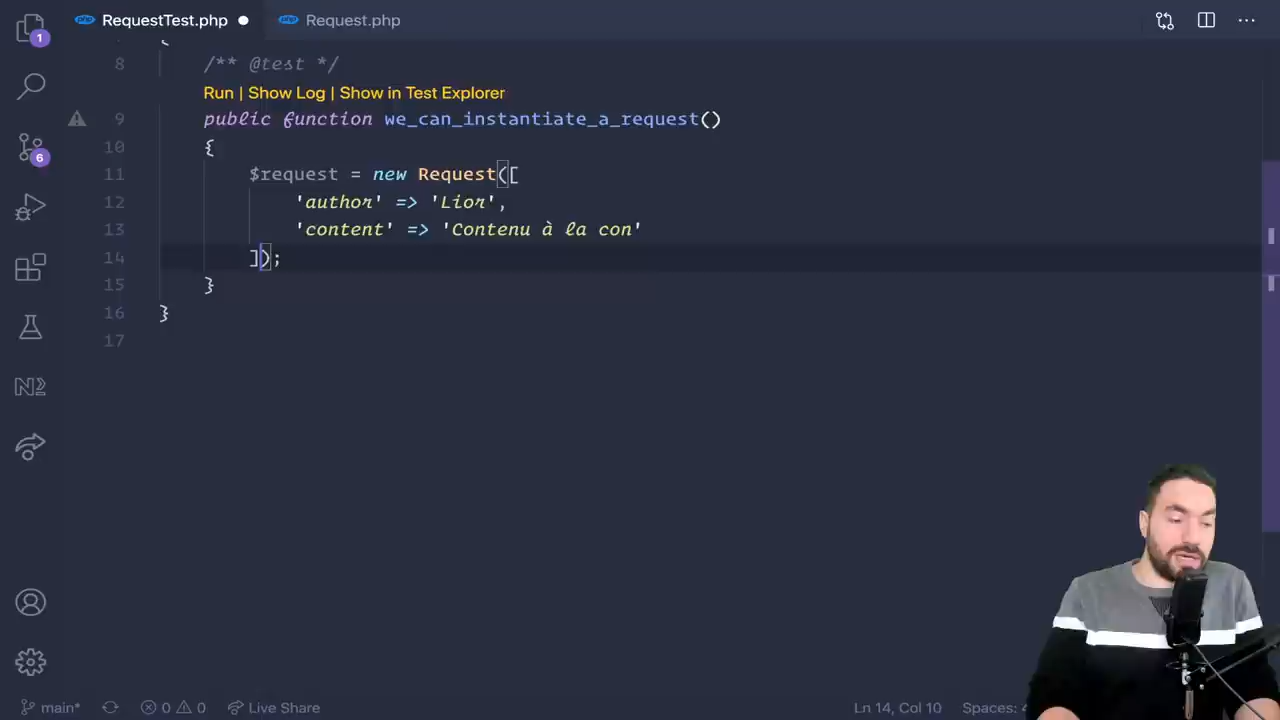 RequestTest.php
Request.php
1
8 /** @test */
Run | Show Log | Show in Test Explorer
9 public function we_can_instantiate_a_request()
10 {
11 $request = new Request([
12 'author' => 'Lior',
13 'content' => 'Contenu à la con'
14 ]);
15 }
16 }
17
6
main*
0
0
Live Share
Ln 14, Col 10
Spaces: